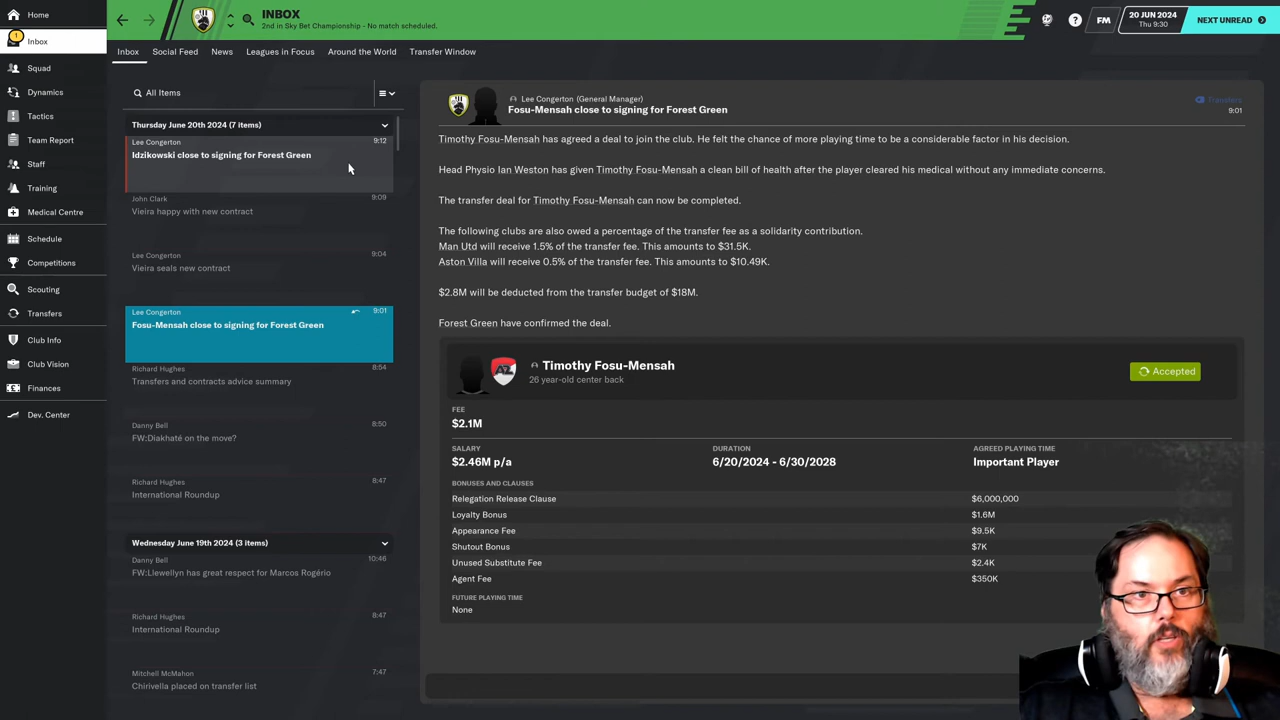 Home
Inbox
1
Squad
Dynamics
Tactics
Team Report
Staff
Training
Medical Centre
Schedule
Competitions
Scouting
Transfers
Club Info
Club Vision
Finances
Dev. Center
INBOX
2nd in Sky Bet Championship - No match scheduled.
FM
20 JUN 2024
Thu 9:30
NEXT UNREAD
Inbox
Social Feed
News
Leagues in Focus
Around the World
Transfer Window
All Items
Thursday June 20th 2024 (7 items)
Lee Congerton
9:12
Idzikowski close to signing for Forest Green
John Clark
9:09
Vieira happy with new contract
Lee Congerton
9:04
Vieira seals new contract
Lee Congerton
9:01
Fosu-Mensah close to signing for Forest Green
Richard Hughes
8:54
Transfers and contracts advice summary
Danny Bell
8:50
FW:Diakhaté on the move?
Richard Hughes
8:47
International Roundup
Wednesday June 19th 2024 (3 items)
Danny Bell
10:46
FW:Llewellyn has great respect for Marcos Rogério
Richard Hughes
8:47
International Roundup
Mitchell McMahon
7:47
Chirivella placed on transfer list
Lee Congerton (General Manager)
Fosu-Mensah close to signing for Forest Green
Transfers
9:01
Timothy Fosu-Mensah has agreed a deal to join the club. He felt the chance of more playing time to be a considerable factor in his decision.
Head Physio Ian Weston has given Timothy Fosu-Mensah a clean bill of health after the player cleared his medical without any immediate concerns.
The transfer deal for Timothy Fosu-Mensah can now be completed.
The following clubs are also owed a percentage of the transfer fee as a solidarity contribution.
Man Utd will receive 1.5% of the transfer fee. This amounts to $31.5K.
Aston Villa will receive 0.5% of the transfer fee. This amounts to $10.49K.
$2.8M will be deducted from the transfer budget of $18M.
Forest Green have confirmed the deal.
AZ
Timothy Fosu-Mensah
26 year-old center back
Accepted
FEE
$2.1M
SALARY
$2.46M p/a
DURATION
6/20/2024 - 6/30/2028
AGREED PLAYING TIME
Important Player
BONUSES AND CLAUSES
Relegation Release Clause
$6,000,000
Loyalty Bonus
$1.6M
Appearance Fee
$9.5K
Shutout Bonus
$7K
Unused Substitute Fee
$2.4K
Agent Fee
$350K
FUTURE PLAYING TIME
None